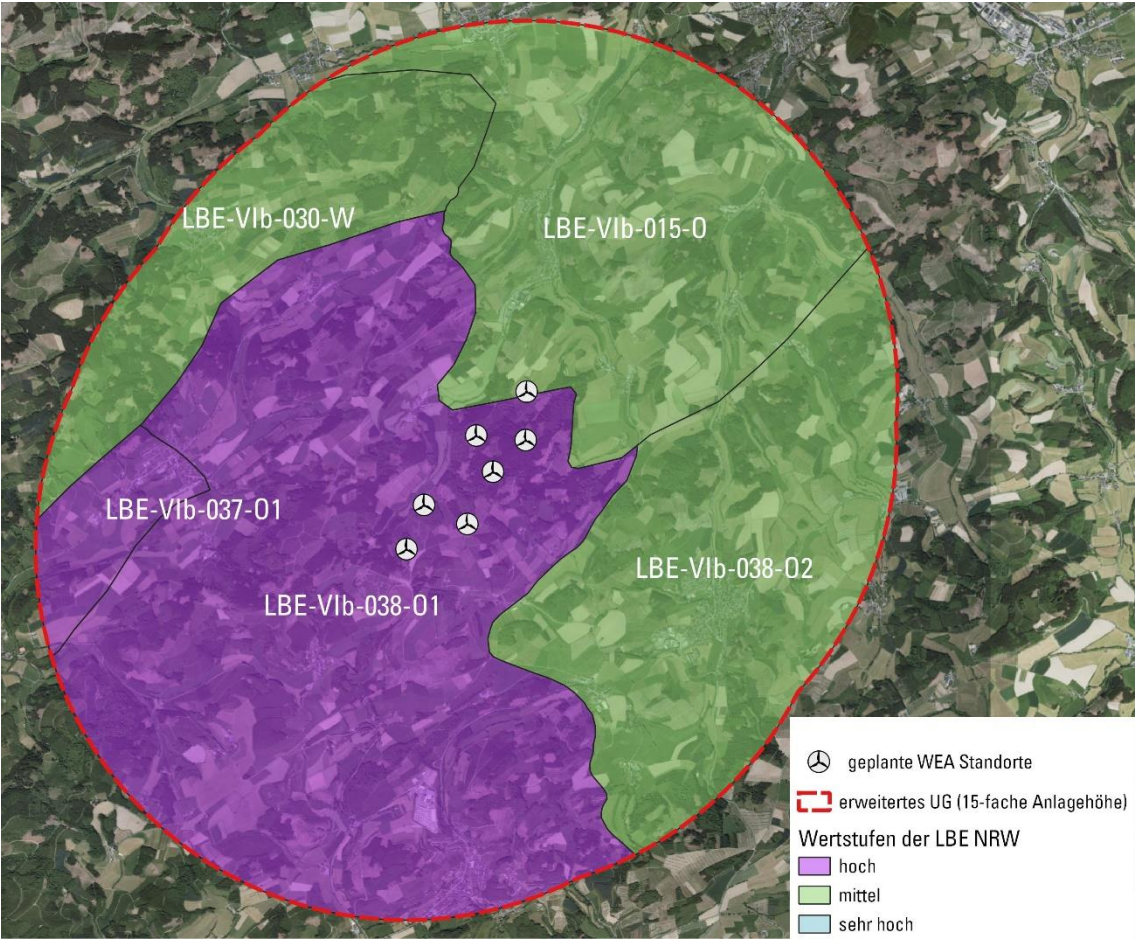 LBE-VIb-030-W
LBE-VIb-015-O
LBE-VIb-037-O1
LBE-VIb-038-O2
LBE-VIb-038-O1
geplante WEA Standorte
erweitertes UG (15-fache Anlagehöhe)
Wertstufen der LBE NRW
hoch
mittel
sehr hoch